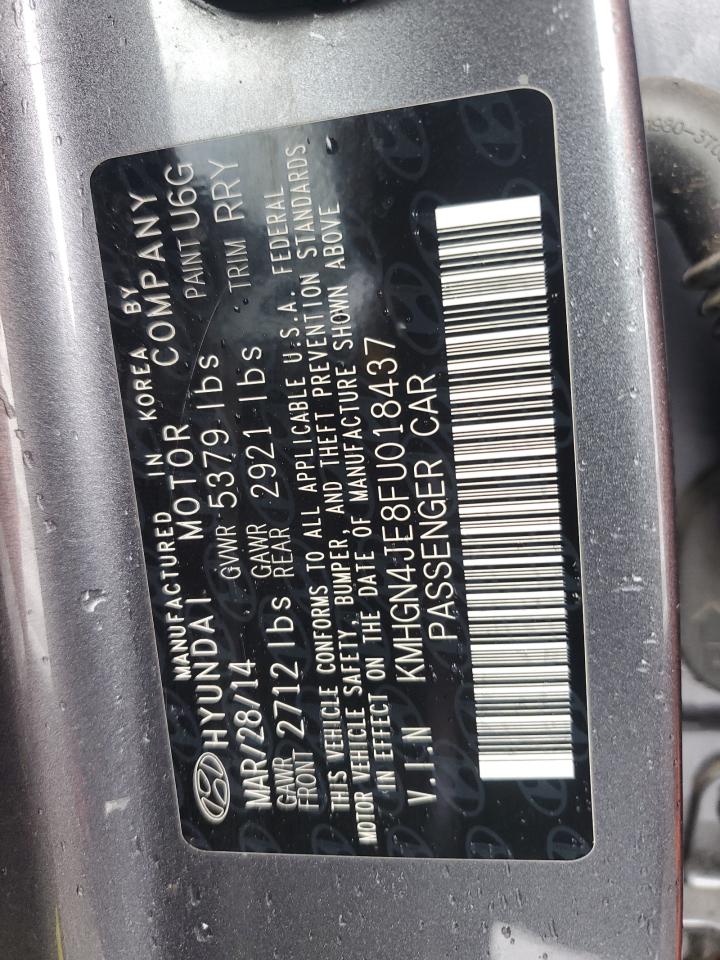 MANUFACTURED IN KOREA BY
HYUNDAI MOTOR COMPANY
MAR/28/14 GVWR 5379 lbs PAINT U6G
GAWR FRONT 2712 lbs GAWR REAR 2921 lbs TRIM RRY
THIS VEHICLE CONFORMS TO ALL APPLICABLE U.S.A. FEDERAL
MOTOR VEHICLE SAFETY, BUMPER, AND THEFT PREVENTION STANDARDS
IN EFFECT ON THE DATE OF MANUFACTURE SHOWN ABOVE
V.I.N KMHGN4JE8FU018437
PASSENGER CAR